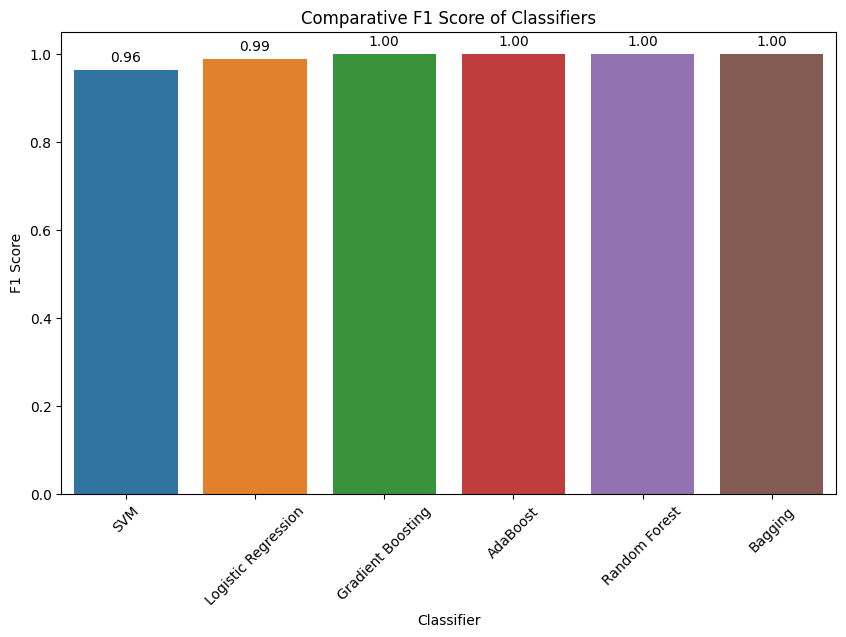 Comparative F1 Score of Classifiers
0.96
0.99
1.00
1.00
1.00
1.00
1.0
0.8
0.6
0.4
0.2
0.0
F1 Score
SVM
Logistic Regression
Gradient Boosting
AdaBoost
Random Forest
Bagging
Classifier